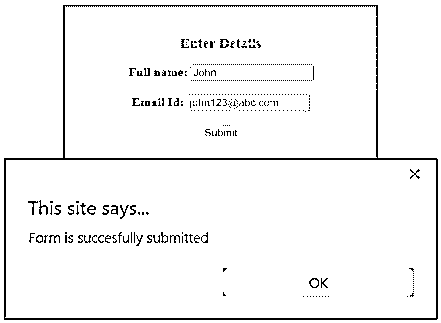 Enter Details
Full name: John
Email Id: john123@abc.com
Submit
This site says...
Form is succesfully submitted
OK